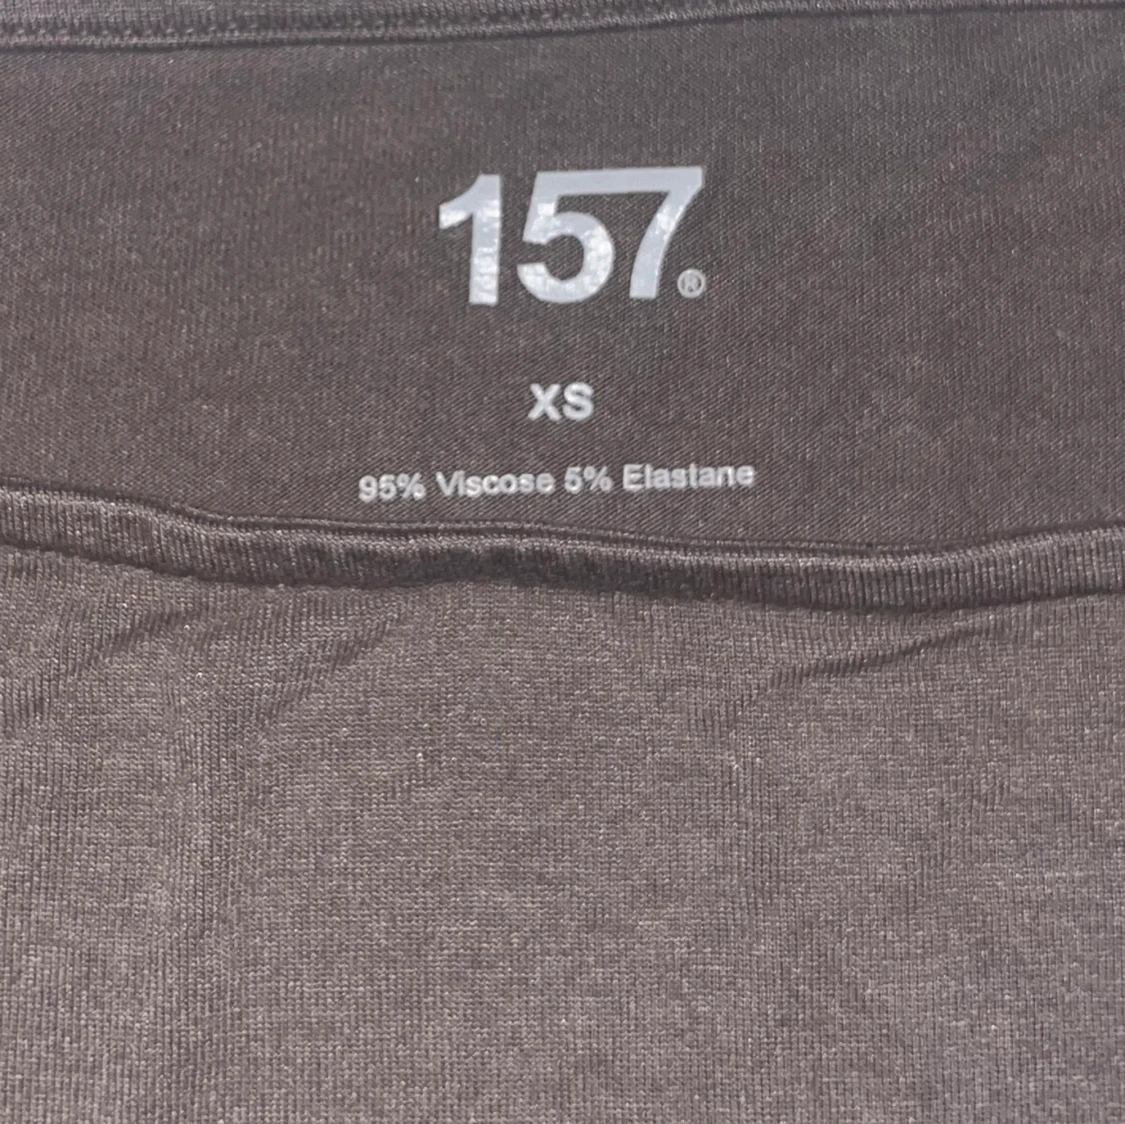 157®
XS
95% Viscose 5% Elastane